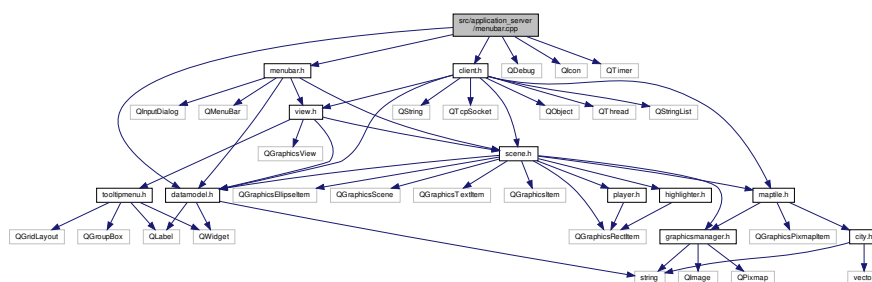 src/application_server
/menubar.cpp
menubar.h
client.h
QDebug
QIcon
QTimer
QInputDialog
QMenuBar
view.h
QString
QTcpSocket
QObject
QThread
QStringList
QGraphicsView
scene.h
tooltipmenu.h
datamodel.h
QGraphicsEllipseItem
QGraphicsScene
QGraphicsTextItem
QGraphicsItem
player.h
highlighter.h
maptile.h
QGridLayout
QGroupBox
QLabel
QWidget
QGraphicsRectItem
graphicsmanager.h
QGraphicsPixmapItem
city.h
string
QImage
QPixmap
vector